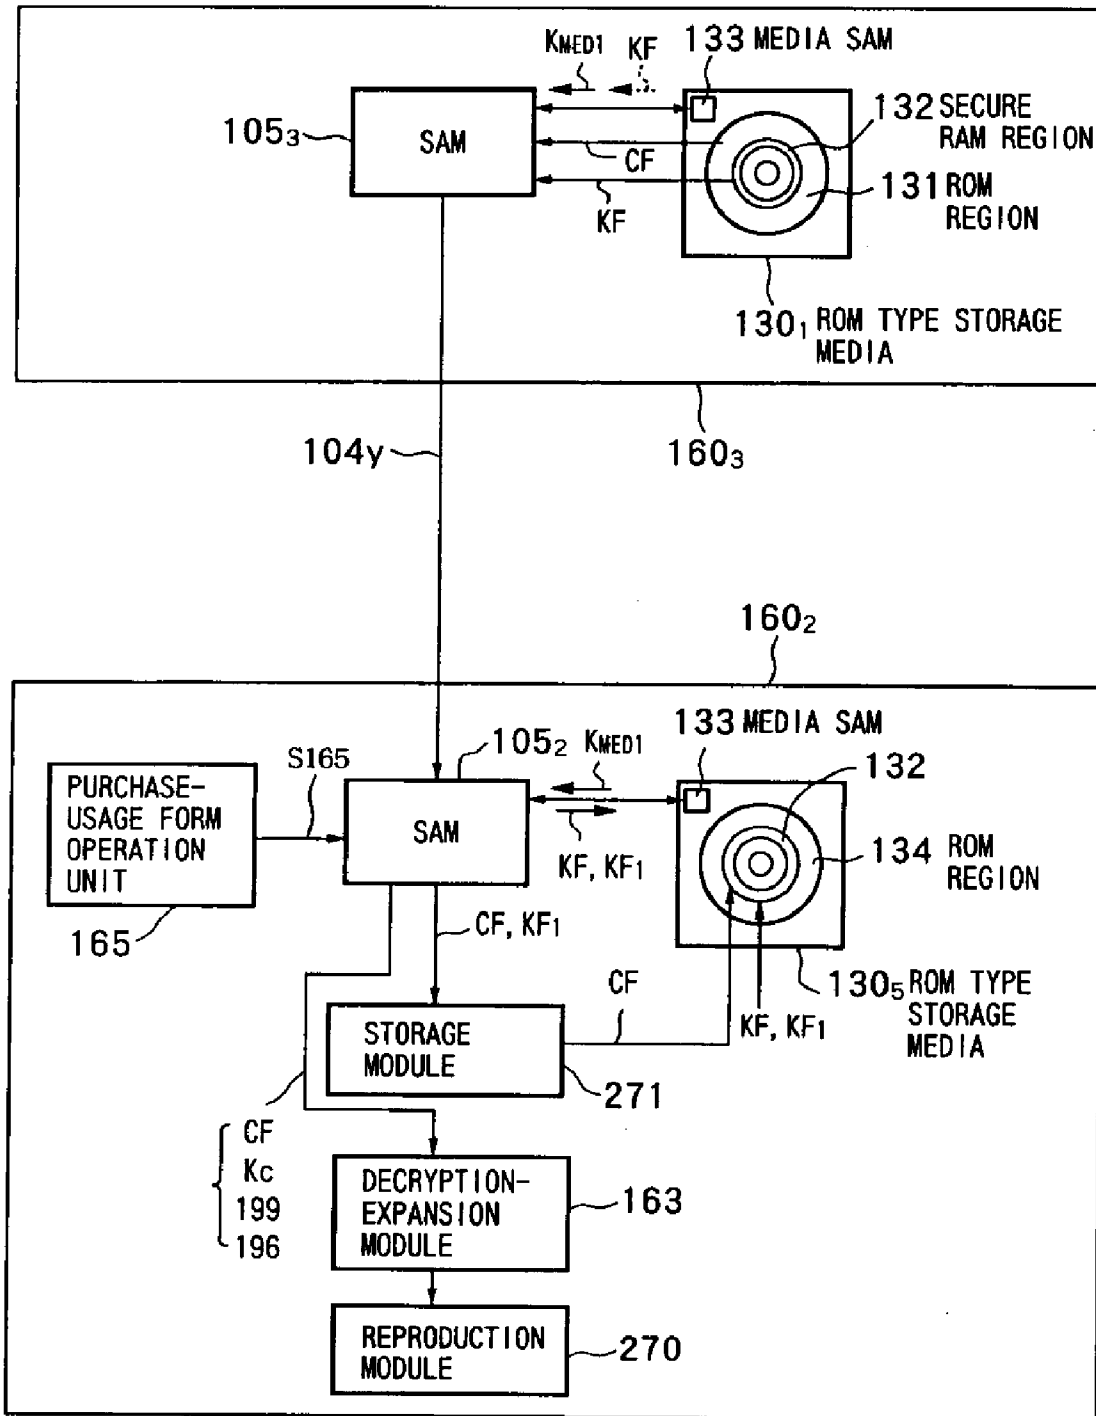 133 MEDIA SAM
KMED1 KF
105₃
SAM
132 SECURE
RAM REGION
CF
131 ROM
REGION
KF
130₁ ROM TYPE STORAGE
MEDIA
104y
160₃
160₂
133 MEDIA SAM
105₂
KMED1
132
PURCHASE-
USAGE FORM
OPERATION
UNIT
S165
SAM
134 ROM
REGION
KF, KF1
165
CF, KF1
130₅ ROM TYPE
STORAGE
MEDIA
CF
KF, KF1
STORAGE
MODULE
271
CF
Kc
199
196
DECRYPTION-
EXPANSION
MODULE
163
REPRODUCTION
MODULE
270